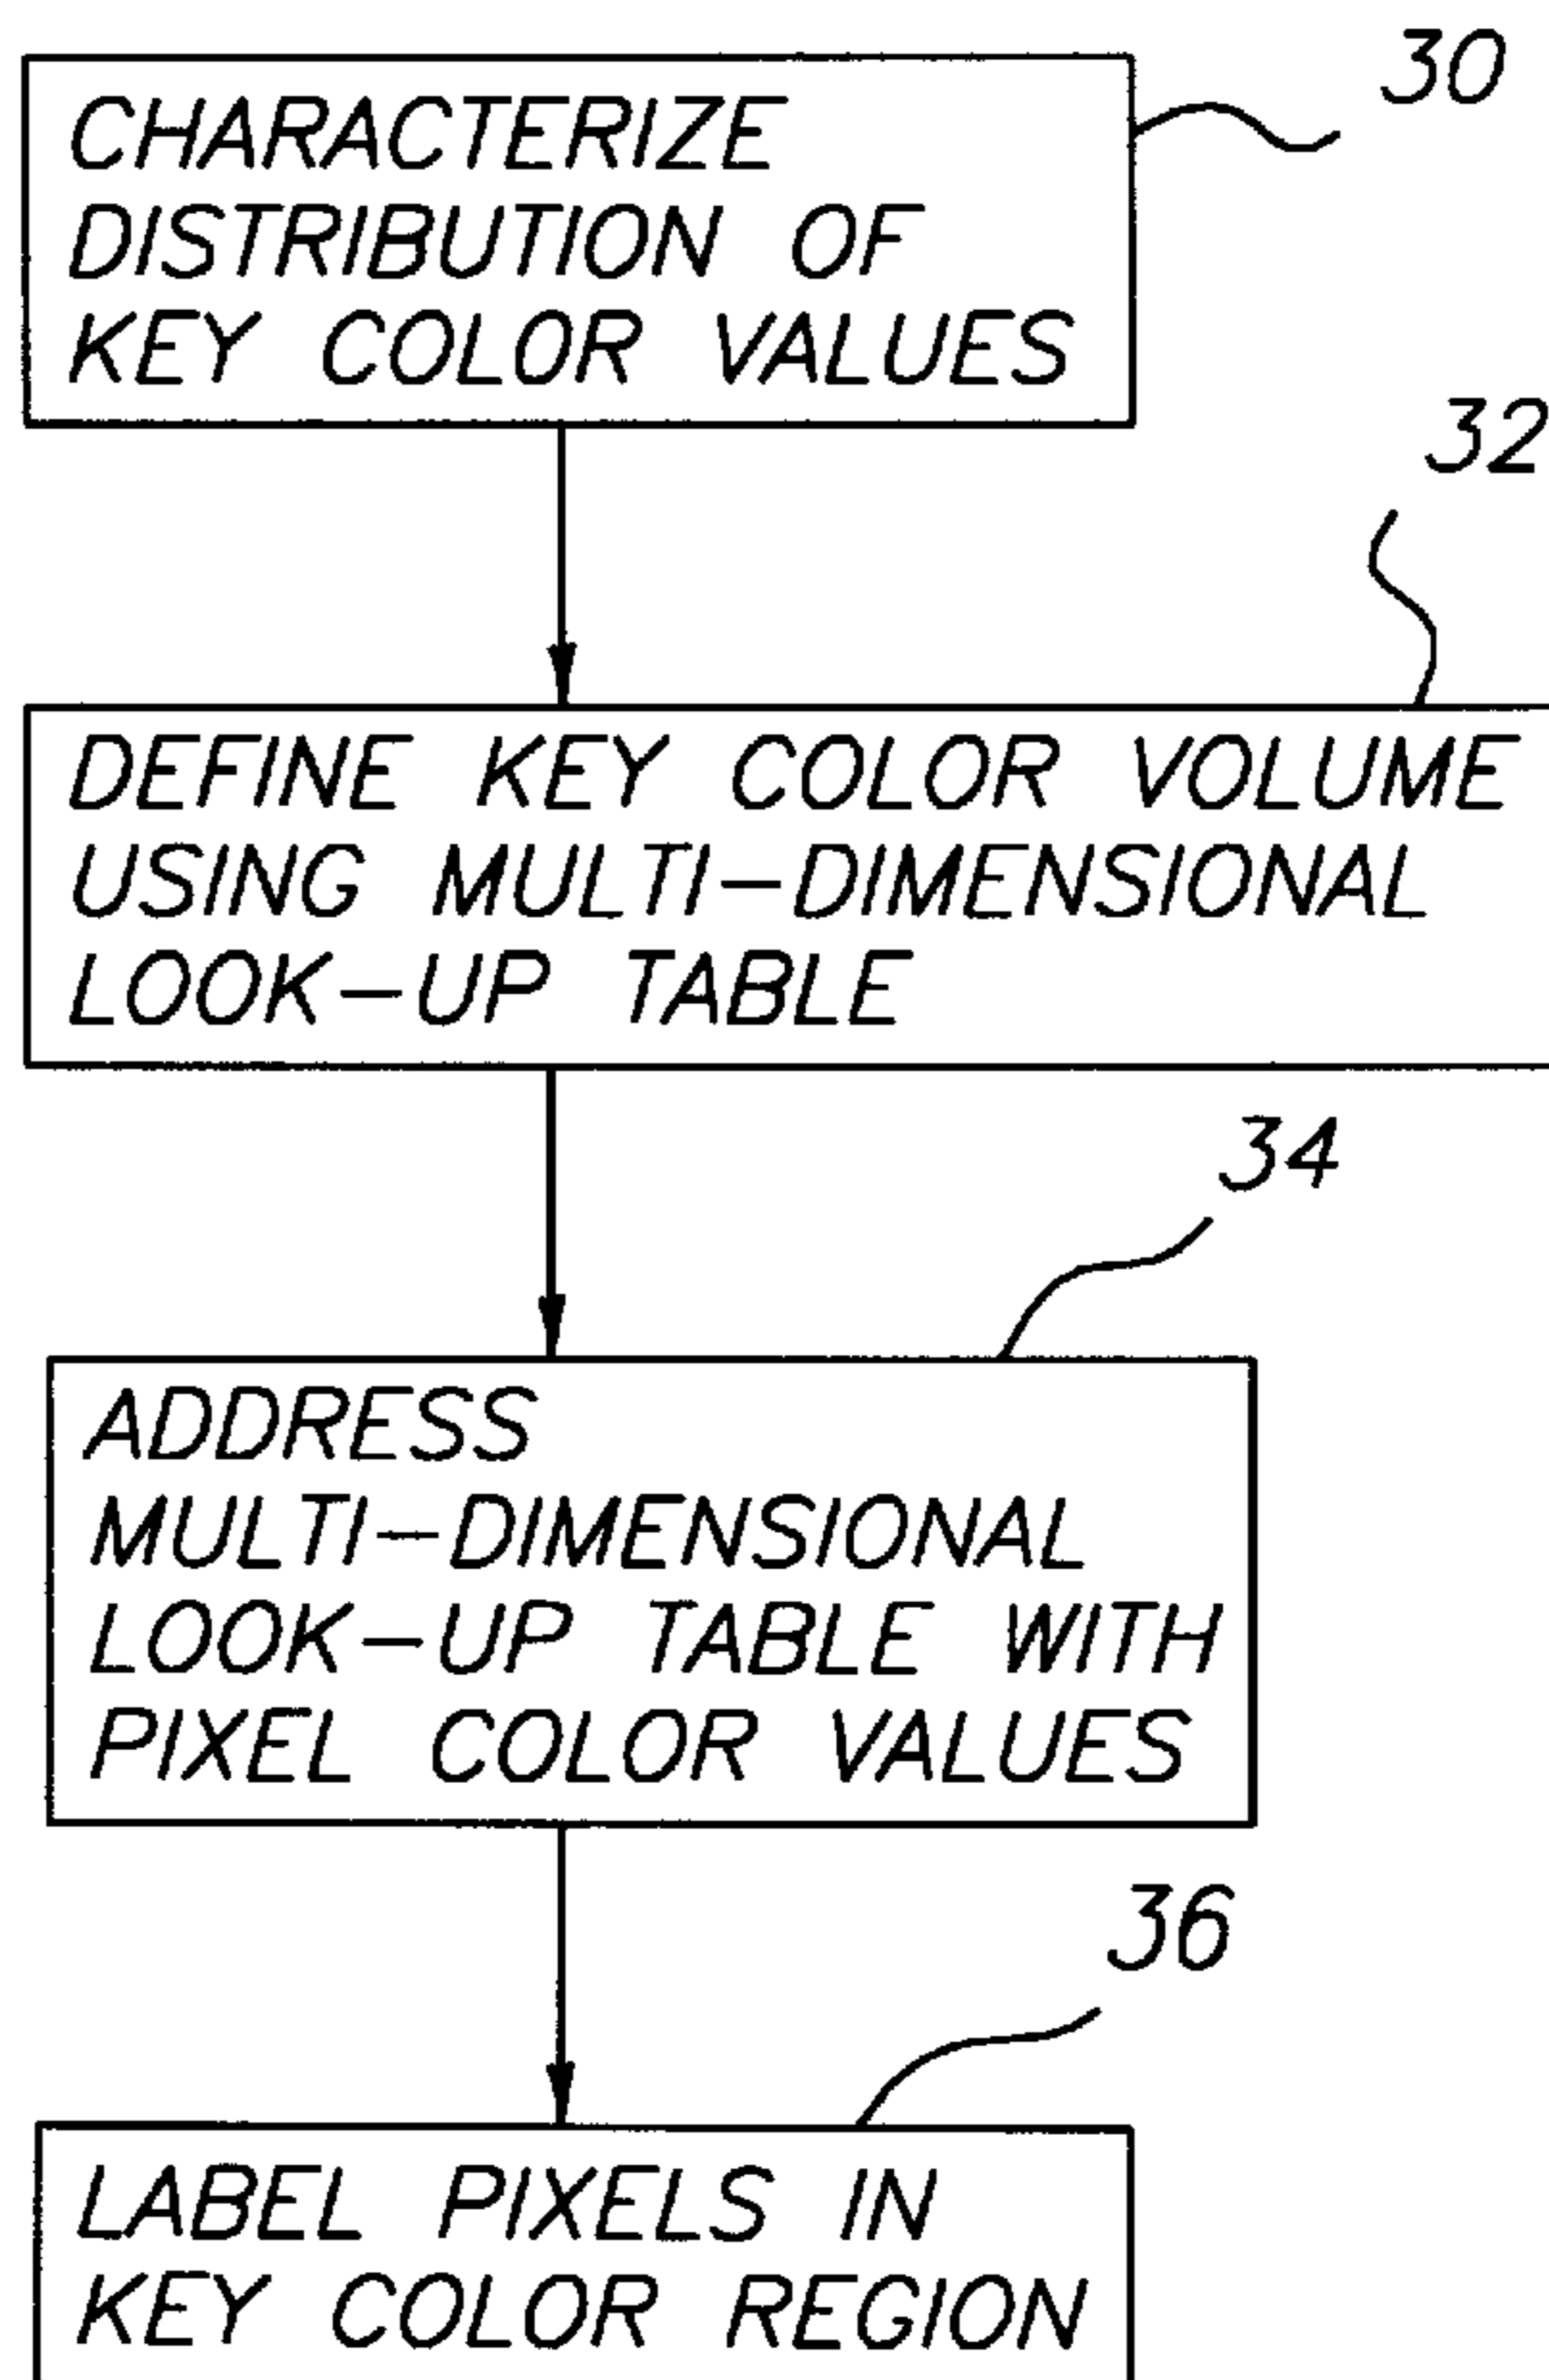 30
CHARACTERIZE
DISTRIBUTION OF
KEY COLOR VALUES
32
DEFINE KEY COLOR VOLUME
USING MULTI-DIMENSIONAL
LOOK-UP TABLE
34
ADDRESS
MULTI-DIMENSIONAL
LOOK-UP TABLE WITH
PIXEL COLOR VALUES
36
LABEL PIXELS IN
KEY COLOR REGION